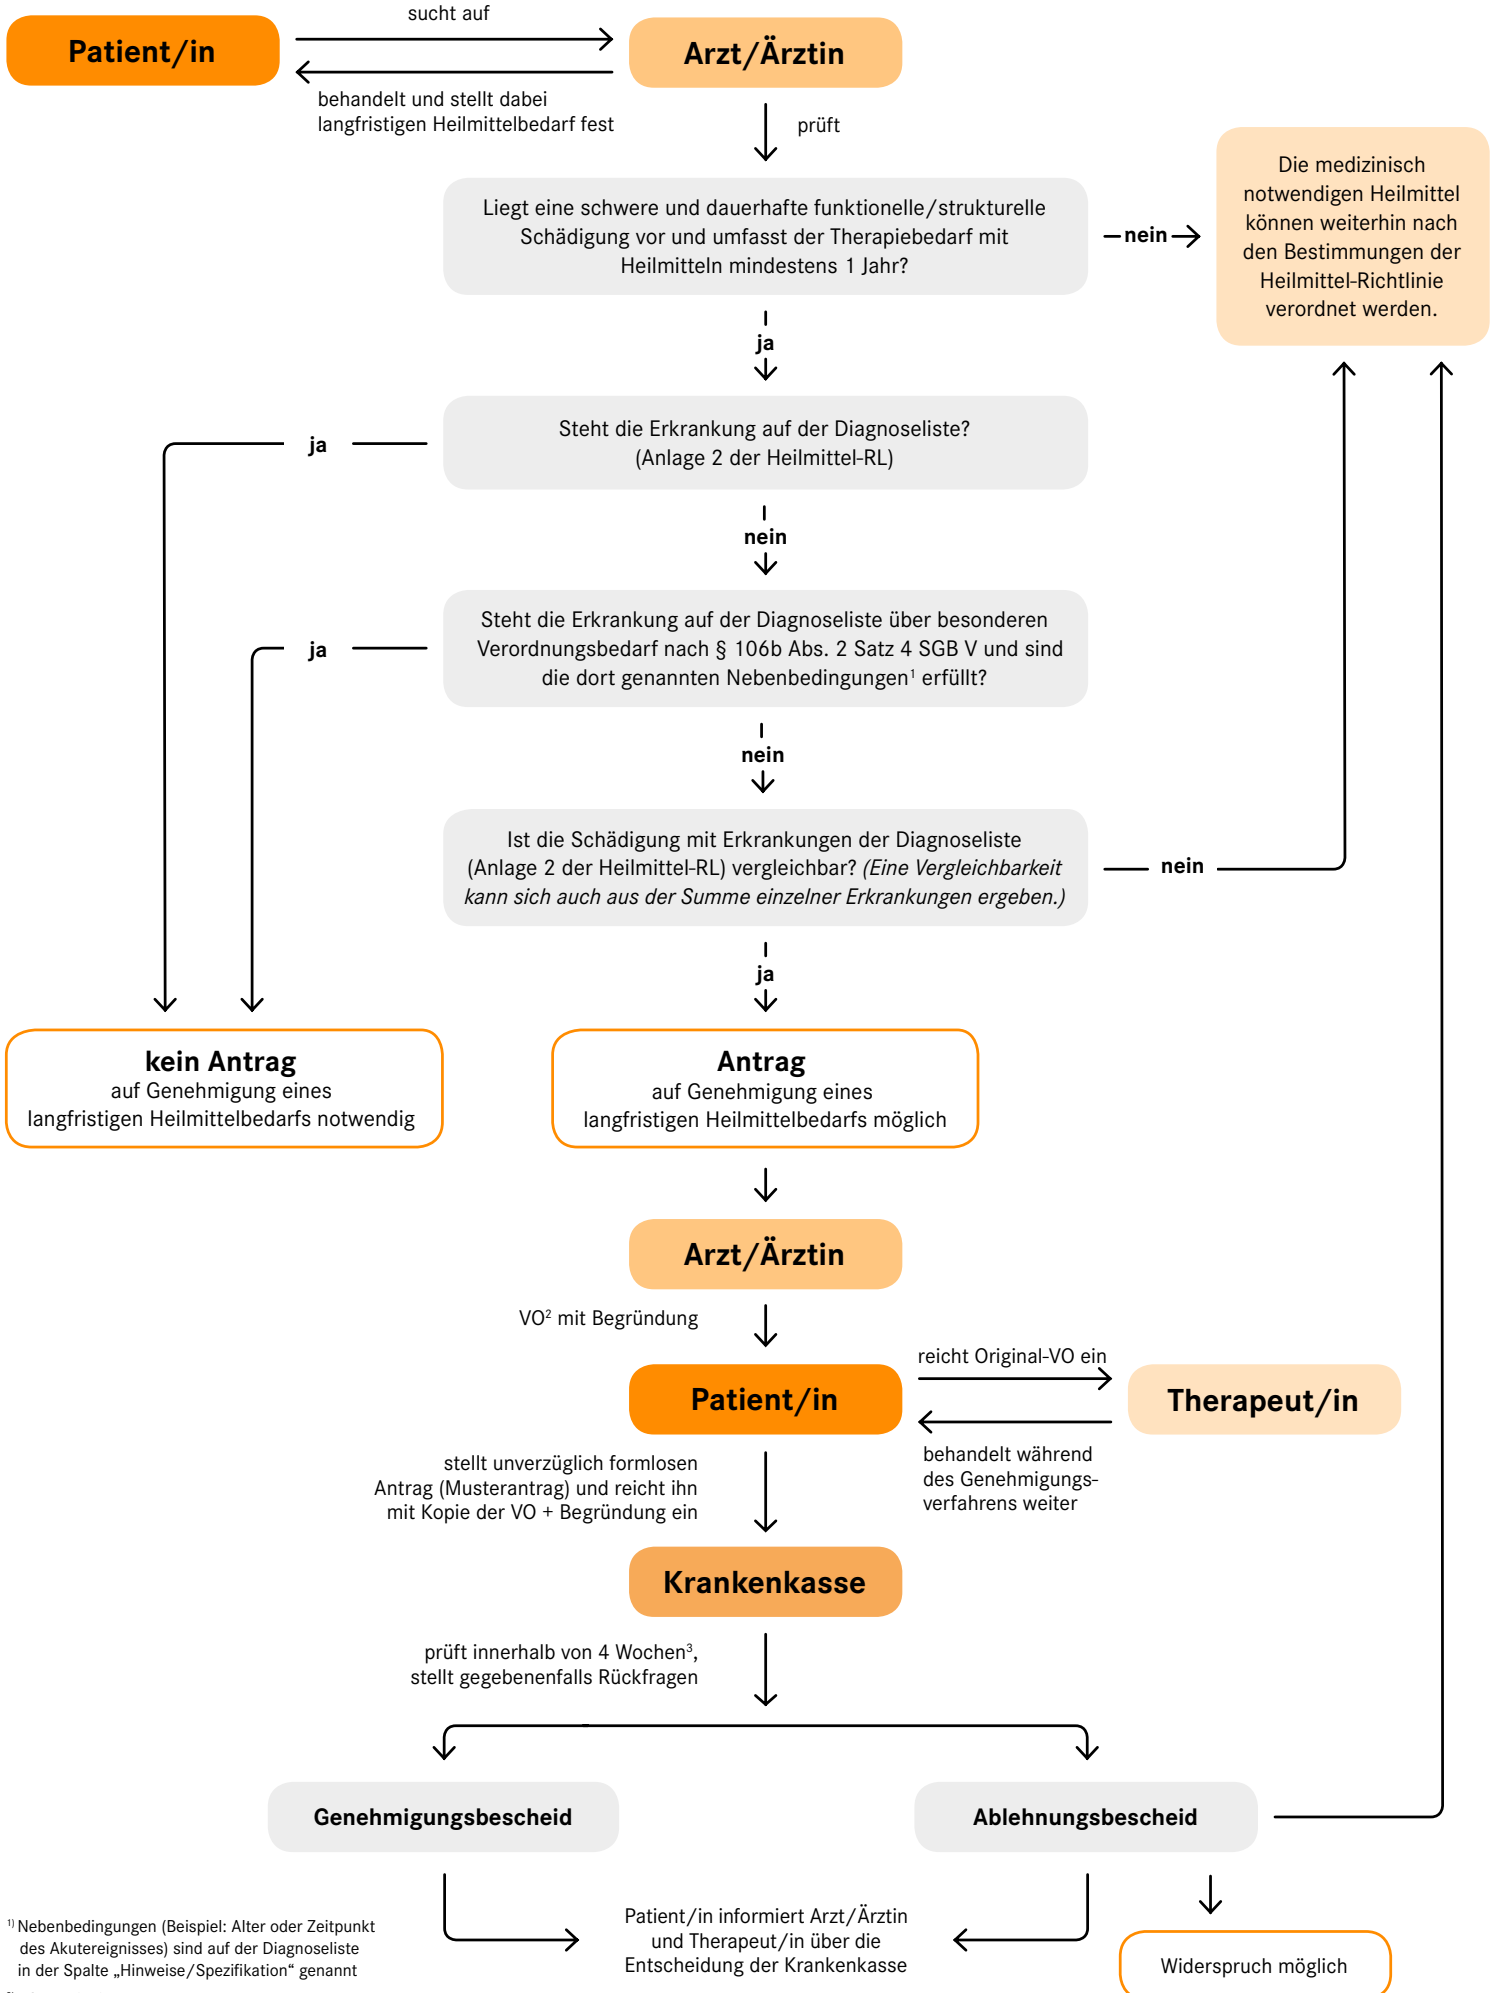 sucht auf
Patient/in
Arzt/Ärztin
behandelt und stellt dabei
langfristigen Heilmittelbedarf fest
prüft
Liegt eine schwere und dauerhafte funktionelle/strukturelle
Schädigung vor und umfasst der Therapiebedarf mit
Heilmitteln mindestens 1 Jahr?
nein
Die medizinisch
notwendigen Heilmittel
können weiterhin nach
den Bestimmungen der
Heilmittel-Richtlinie
verordnet werden.
ja
Steht die Erkrankung auf der Diagnoseliste?
(Anlage 2 der Heilmittel-RL)
ja
nein
Steht die Erkrankung auf der Diagnoseliste über besonderen
Verordnungsbedarf nach § 106b Abs. 2 Satz 4 SGB V und sind
die dort genannten Nebenbedingungen¹ erfüllt?
ja
nein
Ist die Schädigung mit Erkrankungen der Diagnoseliste
(Anlage 2 der Heilmittel-RL) vergleichbar? (Eine Vergleichbarkeit
kann sich auch aus der Summe einzelner Erkrankungen ergeben.)
nein
ja
kein Antrag
auf Genehmigung eines
langfristigen Heilmittelbedarfs notwendig
Antrag
auf Genehmigung eines
langfristigen Heilmittelbedarfs möglich
Arzt/Ärztin
VO² mit Begründung
Patient/in
reicht Original-VO ein
Therapeut/in
behandelt während
des Genehmigungs-
verfahrens weiter
stellt unverzüglich formlosen
Antrag (Musterantrag) und reicht ihn
mit Kopie der VO + Begründung ein
Krankenkasse
prüft innerhalb von 4 Wochen³,
stellt gegebenenfalls Rückfragen
Genehmigungsbescheid
Ablehnungsbescheid
Patient/in informiert Arzt/Ärztin
und Therapeut/in über die
Entscheidung der Krankenkasse
Widerspruch möglich
¹⁾ Nebenbedingungen (Beispiel: Alter oder Zeitpunkt
des Akutereignisses) sind auf der Diagnoseliste
in der Spalte „Hinweise/Spezifikation“ genannt